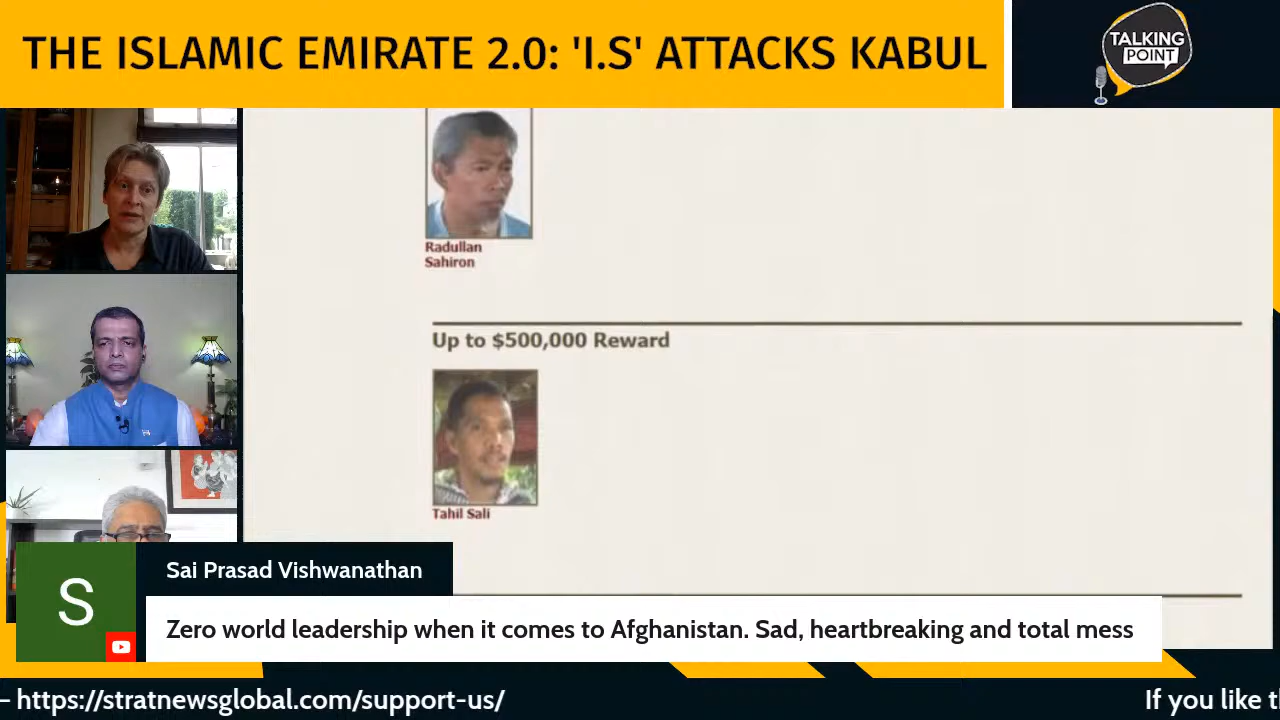 THE ISLAMIC EMIRATE 2.0: 'I.S' ATTACKS KABUL
TALKING
POINT
Radullan
Sahiron
Up to $500,000 Reward
Tahil Sali
S
Sai Prasad Vishwanathan
Zero world leadership when it comes to Afghanistan. Sad, heartbreaking and total mess
– https://stratnewsglobal.com/support-us/
If you like